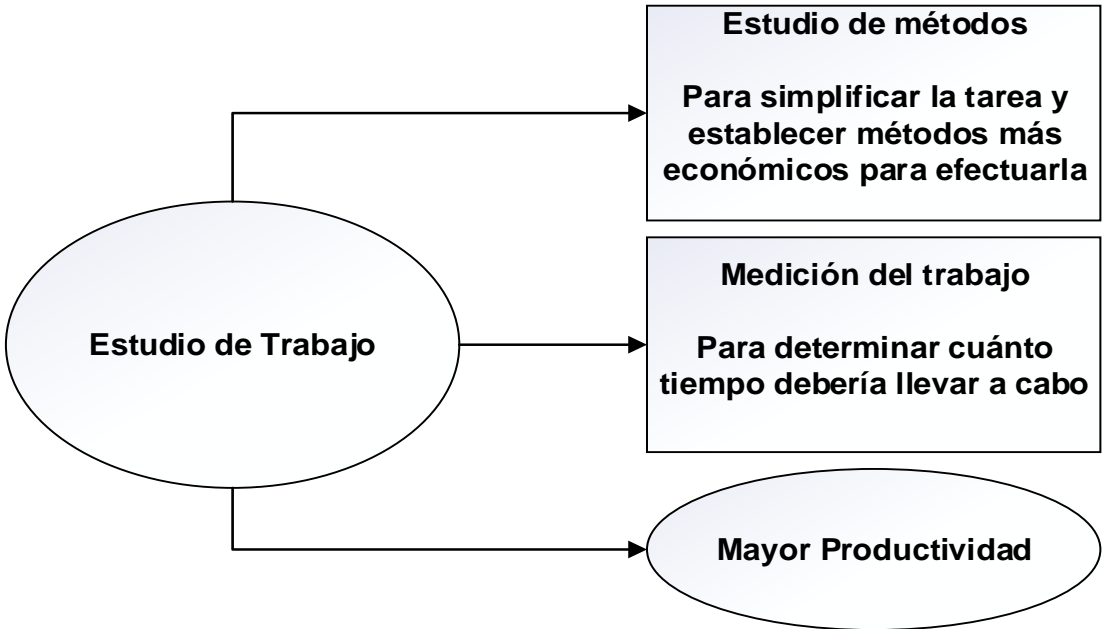 Estudio de métodos
Para simplificar la tarea y
establecer métodos más
económicos para efectuarla
Estudio de Trabajo
Medición del trabajo
Para determinar cuánto
tiempo debería llevar a cabo
Mayor Productividad